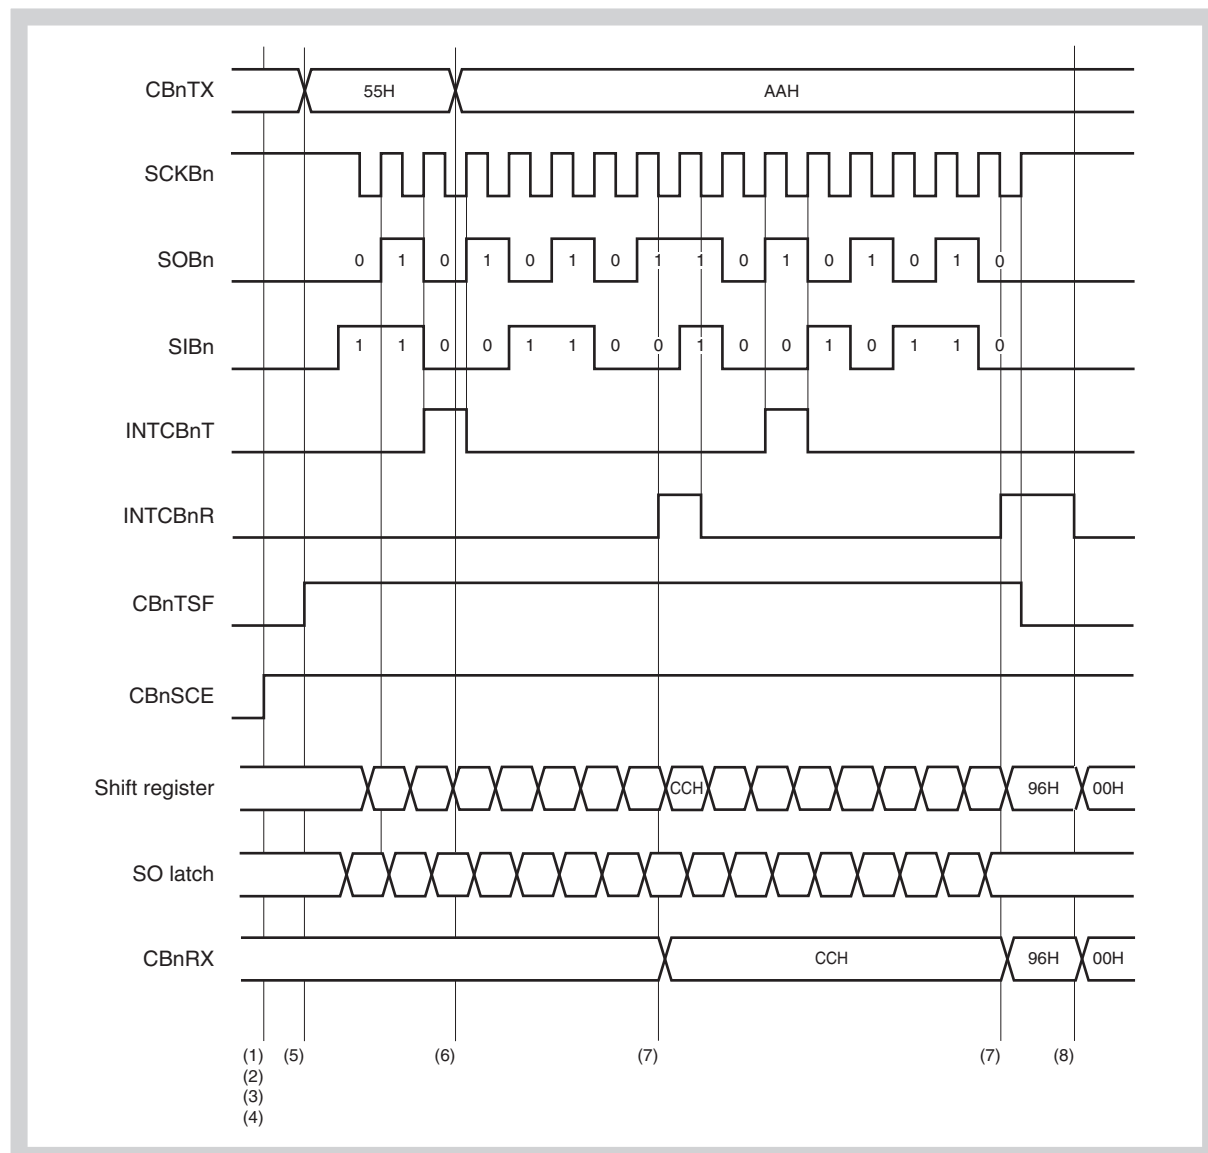 CBnTX 55H AAH
SCKBn
SOBn 0 1 0 1 0 1 0 1 1 0 1 0 1 0 1 0
SIBn 1 1 0 0 1 1 0 0 1 0 0 1 0 1 1 0
INTCBnT
INTCBnR
CBnTSF
CBnSCE
Shift register CCH 96H 00H
SO latch
CBnRX CCH 96H 00H
(1) (5) (6) (7) (7) (8)
(2)
(3)
(4)